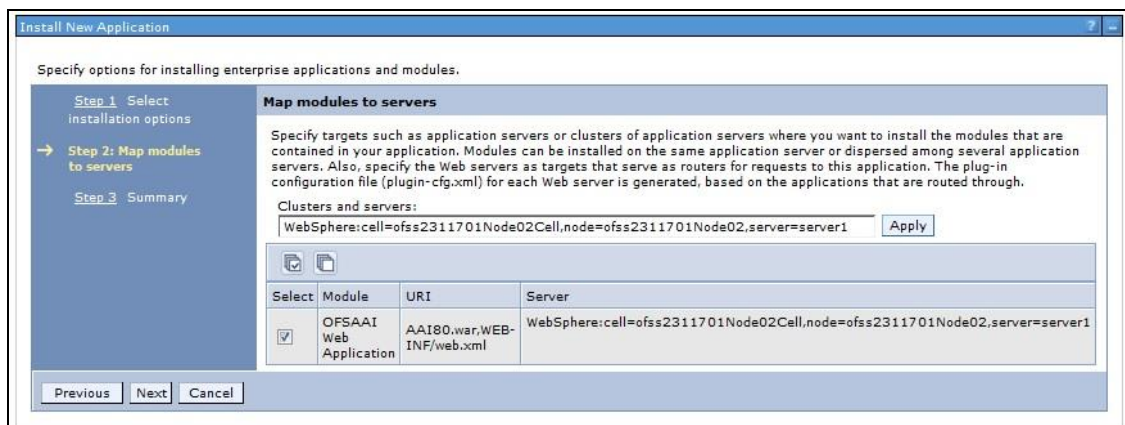 Install New Application
?
Specify options for installing enterprise applications and modules.
Step 1 Select
installation options
Step 2: Map modules
to servers
Step 3 Summary
Map modules to servers
Specify targets such as application servers or clusters of application servers where you want to install the modules that are
contained in your application. Modules can be installed on the same application server or dispersed among several application
servers. Also, specify the Web servers as targets that serve as routers for requests to this application. The plug-in
configuration file (plugin-cfg.xml) for each Web server is generated, based on the applications that are routed through.
Clusters and servers:
WebSphere:cell=ofss2311701Node02Cell,node=ofss2311701Node02,server=server1 Apply
Select Module URI Server
OFSAAI
Web
Application
AAI80.war,WEB-
INF/web.xml
WebSphere:cell=ofss2311701Node02Cell,node=ofss2311701Node02,server=server1
Previous Next Cancel